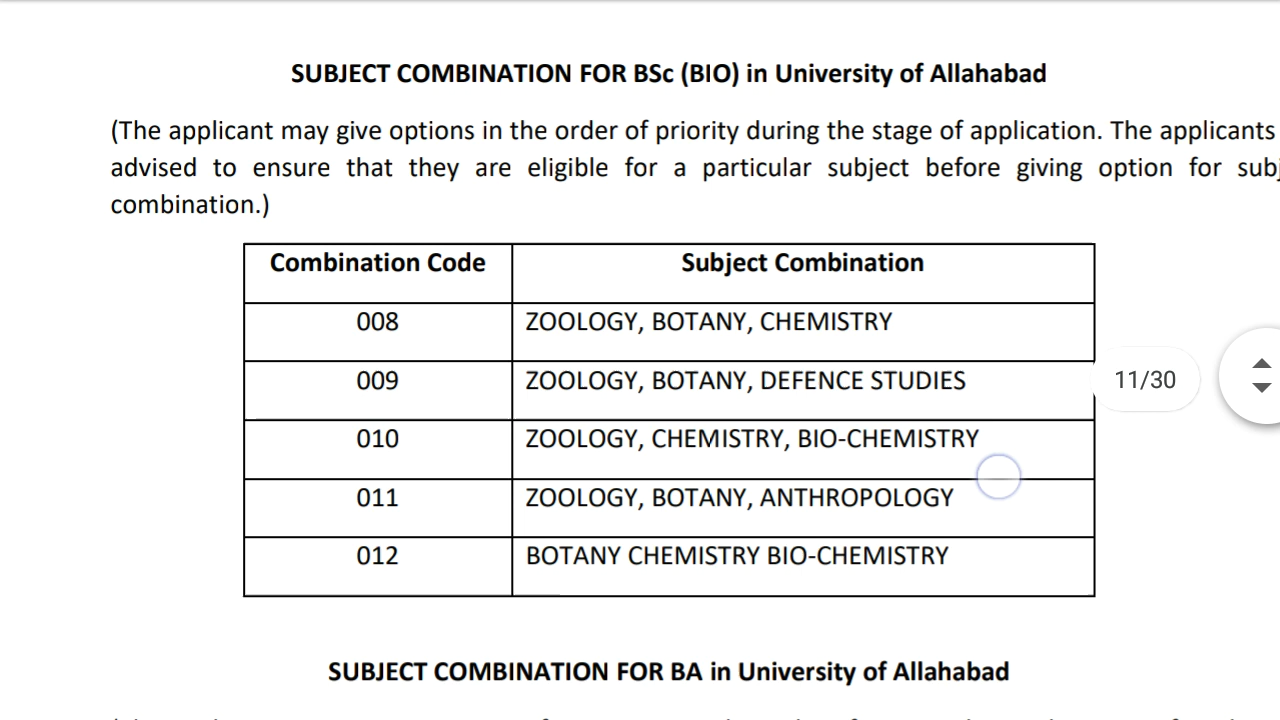 SUBJECT COMBINATION FOR BSc (BIO) in University of Allahabad
(The applicant may give options in the order of priority during the stage of application. The applicants
advised to ensure that they are eligible for a particular subject before giving option for subj
combination.)
Combination Code Subject Combination
008 ZOOLOGY, BOTANY, CHEMISTRY
009 ZOOLOGY, BOTANY, DEFENCE STUDIES
11/30
010 ZOOLOGY, CHEMISTRY, BIO-CHEMISTRY
011 ZOOLOGY, BOTANY, ANTHROPOLOGY
012 BOTANY CHEMISTRY BIO-CHEMISTRY
SUBJECT COMBINATION FOR BA in University of Allahabad